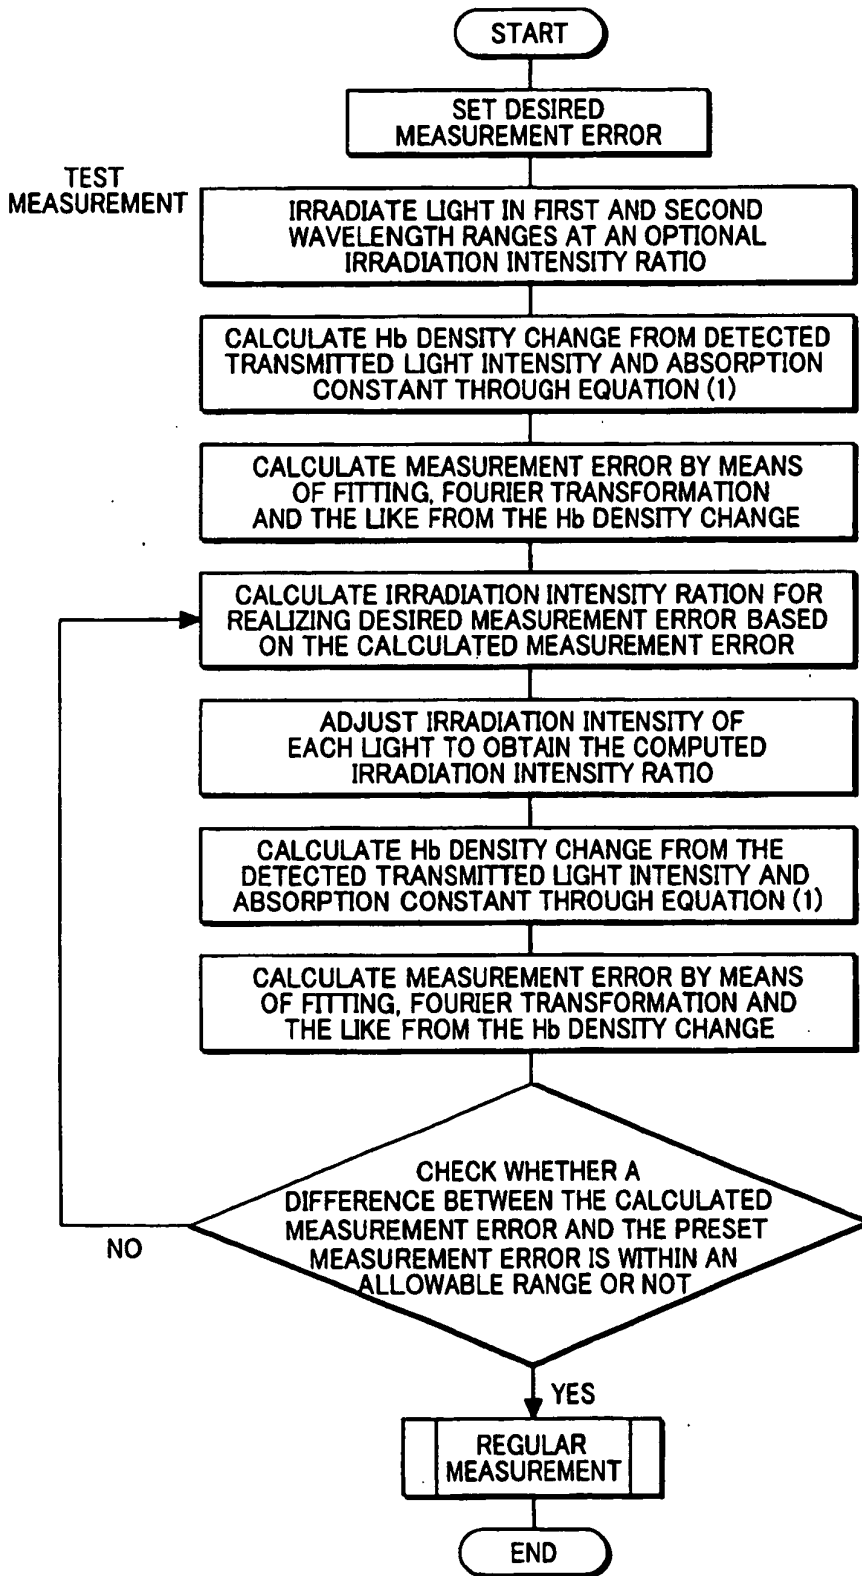 START
SET DESIRED
MEASUREMENT ERROR
TEST
MEASUREMENT
IRRADIATE LIGHT IN FIRST AND SECOND
WAVELENGTH RANGES AT AN OPTIONAL
IRRADIATION INTENSITY RATIO
CALCULATE Hb DENSITY CHANGE FROM DETECTED
TRANSMITTED LIGHT INTENSITY AND ABSORPTION
CONSTANT THROUGH EQUATION (1)
CALCULATE MEASUREMENT ERROR BY MEANS
OF FITTING, FOURIER TRANSFORMATION
AND THE LIKE FROM THE Hb DENSITY CHANGE
CALCULATE IRRADIATION INTENSITY RATION FOR
REALIZING DESIRED MEASUREMENT ERROR BASED
ON THE CALCULATED MEASUREMENT ERROR
ADJUST IRRADIATION INTENSITY OF
EACH LIGHT TO OBTAIN THE COMPUTED
IRRADIATION INTENSITY RATIO
CALCULATE Hb DENSITY CHANGE FROM THE
DETECTED TRANSMITTED LIGHT INTENSITY AND
ABSORPTION CONSTANT THROUGH EQUATION (1)
CALCULATE MEASUREMENT ERROR BY MEANS
OF FITTING, FOURIER TRANSFORMATION AND
THE LIKE FROM THE Hb DENSITY CHANGE
CHECK WHETHER A
DIFFERENCE BETWEEN THE CALCULATED
MEASUREMENT ERROR AND THE PRESET
MEASUREMENT ERROR IS WITHIN AN
ALLOWABLE RANGE OR NOT
NO
YES
REGULAR
MEASUREMENT
END